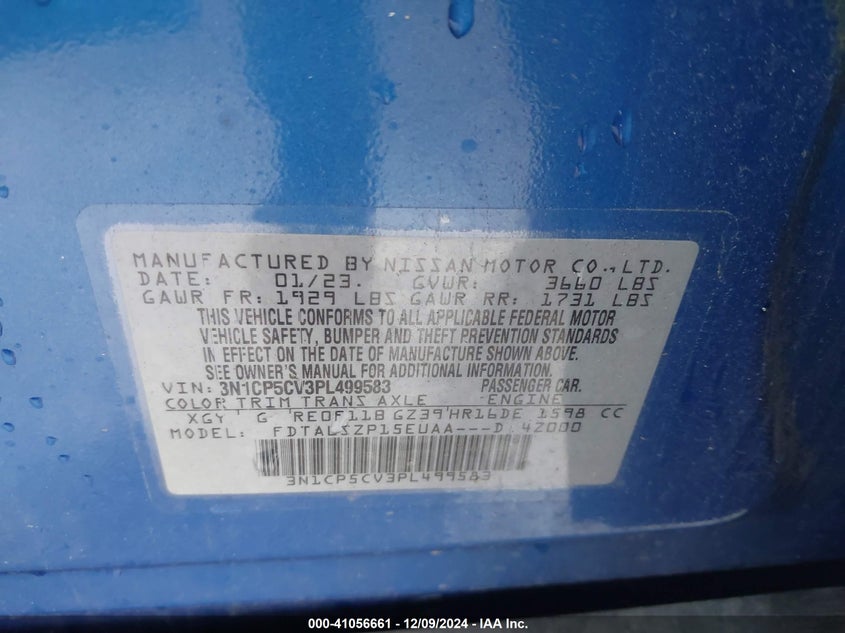 MANUFACTURED BY NISSAN MOTOR CO., LTD.
DATE: 01/23. GVWR: 3660 LBS
GAWR FR: 1929 LBS GAWR RR: 1731 LBS
THIS VEHICLE CONFORMS TO ALL APPLICABLE FEDERAL MOTOR
VEHICLE SAFETY, BUMPER AND THEFT PREVENTION STANDARDS
IN EFFECT ON THE DATE OF MANUFACTURE SHOWN ABOVE.
SEE OWNER'S MANUAL FOR ADDITIONAL INFORMATION.
VIN: 3N1CP5CV3PL499583 PASSENGER CAR.
COLOR TRIM TRANS AXLE ENGINE
XGY G RE0F11B GZ39 HR16DE 1598 CC
MODEL: FDTALSZP15EUAA---D 42000
3N1CP5CV3PL499583
000-41056661 - 12/09/2024 - IAA Inc.